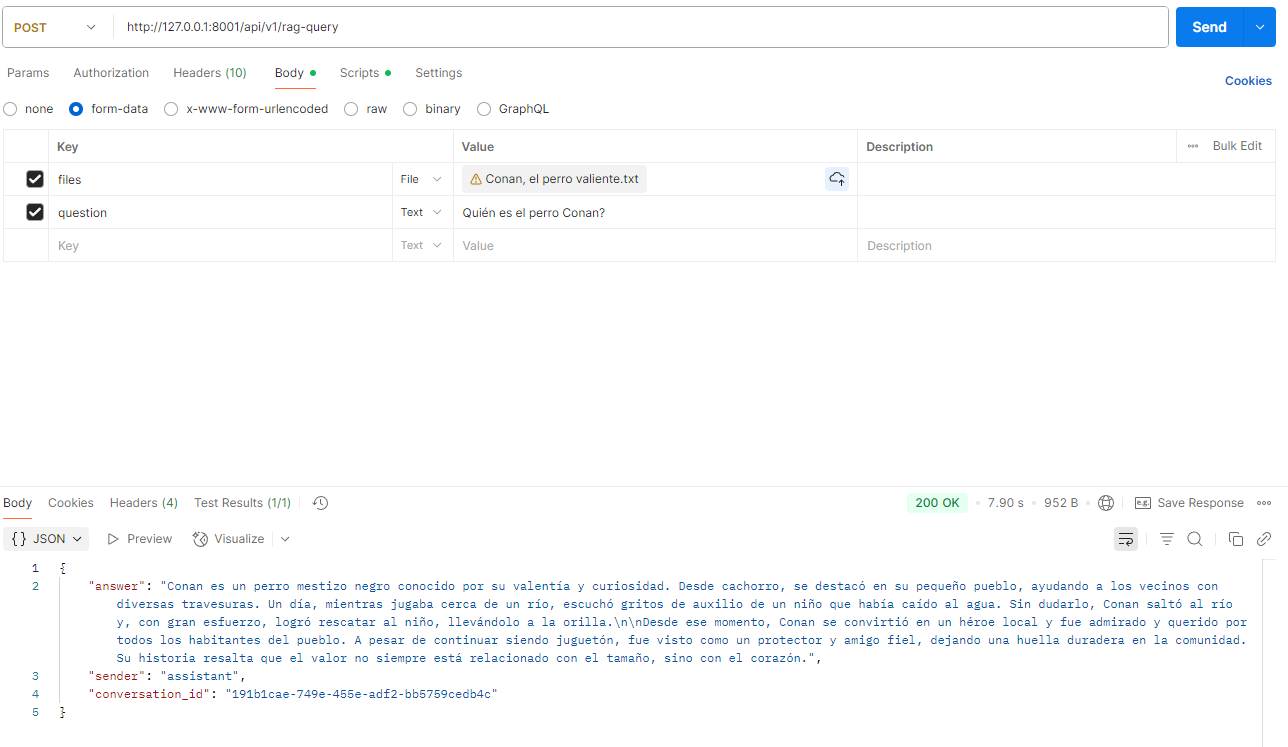 POST http://127.0.0.1:8001/api/v1/rag-query Send
Params Authorization Headers (10) Body Scripts Settings Cookies
none form-data x-www-form-urlencoded raw binary GraphQL
Key Value Description Bulk Edit
files File Conan, el perro valiente.txt
question Text Quién es el perro Conan?
Key Text Value Description
Body Cookies Headers (4) Test Results (1/1) 200 OK 7.90 s 952 B e.g. Save Response
{} JSON Preview Visualize
1 {
2 "answer": "Conan es un perro mestizo negro conocido por su valentía y curiosidad. Desde cachorro, se destacó en su pequeño pueblo, ayudando a los vecinos con
diversas travesuras. Un día, mientras jugaba cerca de un río, escuchó gritos de auxilio de un niño que había caído al agua. Sin dudarlo, Conan saltó al río
y, con gran esfuerzo, logró rescatar al niño, llevándolo a la orilla.\n\nDesde ese momento, Conan se convirtió en un héroe local y fue admirado y querido por
todos los habitantes del pueblo. A pesar de continuar siendo juguetón, fue visto como un protector y amigo fiel, dejando una huella duradera en la comunidad.
Su historia resalta que el valor no siempre está relacionado con el tamaño, sino con el corazón.",
3 "sender": "assistant",
4 "conversation_id": "191b1cae-749e-455e-adf2-bb5759cedb4c"
5 }